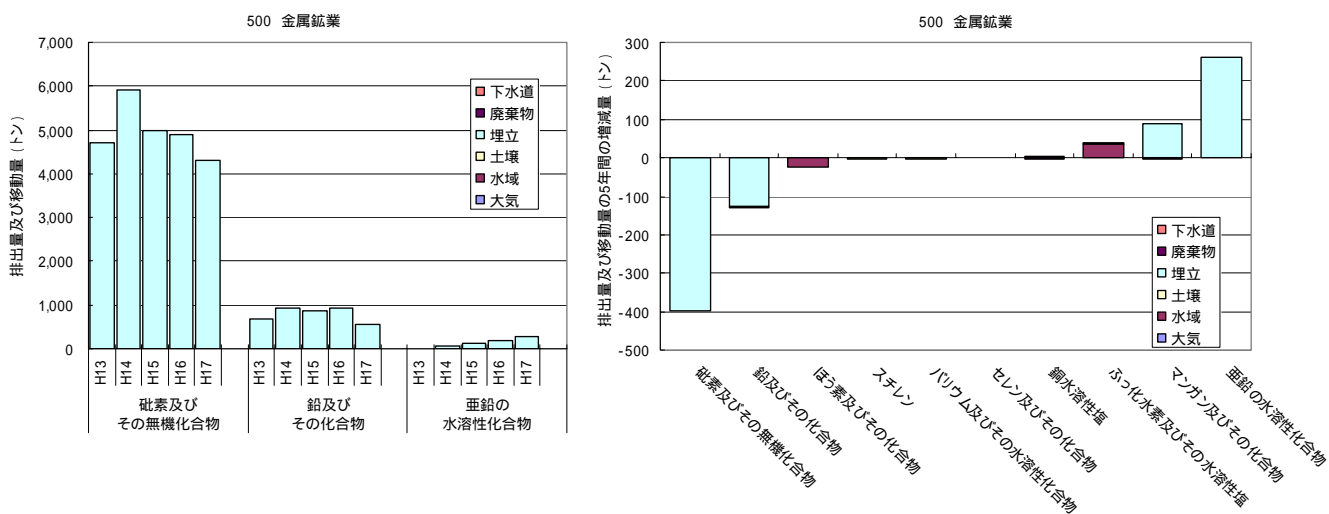 500 金属鉱業
排出量及び移動量（トン）
7,000
6,000
5,000
4,000
3,000
2,000
1,000
0
下水道
廃棄物
埋立
土壌
水域
大気
H13 H14 H15 H16 H17 H13 H14 H15 H16 H17 H13 H14 H15 H16 H17
砒素及び
その無機化合物
鉛及び
その化合物
亜鉛の
水溶性化合物
500 金属鉱業
排出量及び移動量の5年間の増減量（トン）
300
200
100
0
-100
-200
-300
-400
-500
下水道
廃棄物
埋立
土壌
水域
大気
砒素及びその無機化合物
鉛及びその化合物
ほう素及びその化合物
スチレン
バリウム及びその水溶性化合物
セレン及びその化合物
銅水溶性塩
ふっ化水素及びその水溶性塩
マンガン及びその化合物
亜鉛の水溶性化合物